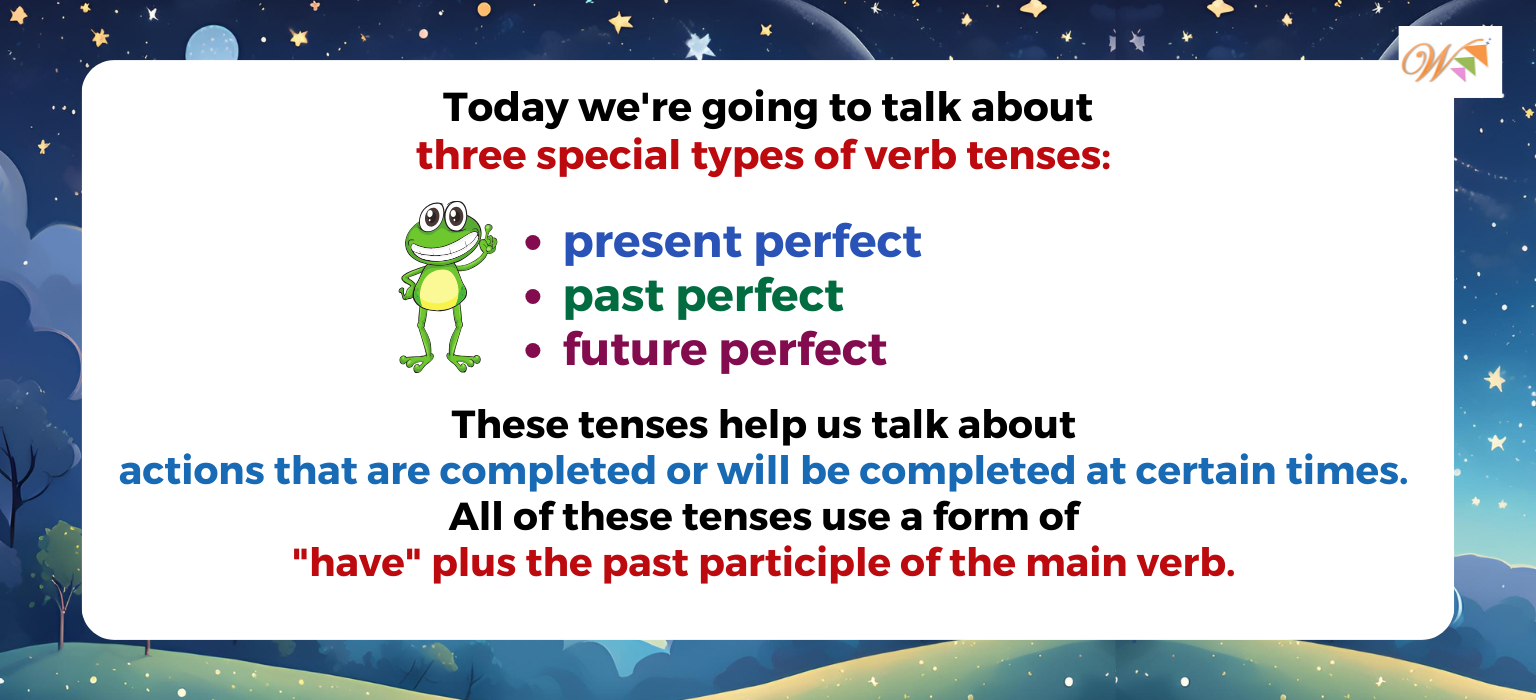 Today we're going to talk about
three special types of verb tenses:
• present perfect
• past perfect
• future perfect
These tenses help us talk about
actions that are completed or will be completed at certain times.
All of these tenses use a form of
"have" plus the past participle of the main verb.
W